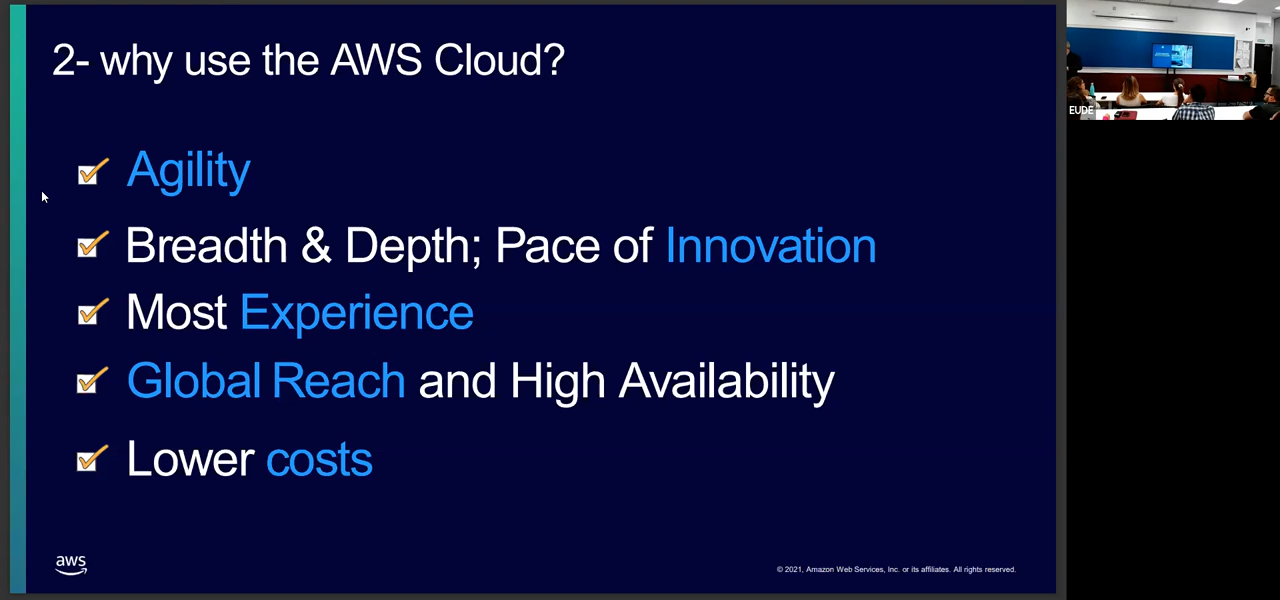 2- why use the AWS Cloud?
Agility
Breadth & Depth; Pace of Innovation
Most Experience
Global Reach and High Availability
Lower costs
aws
© 2021, Amazon Web Services, Inc. or its affiliates. All rights reserved.
EUDE